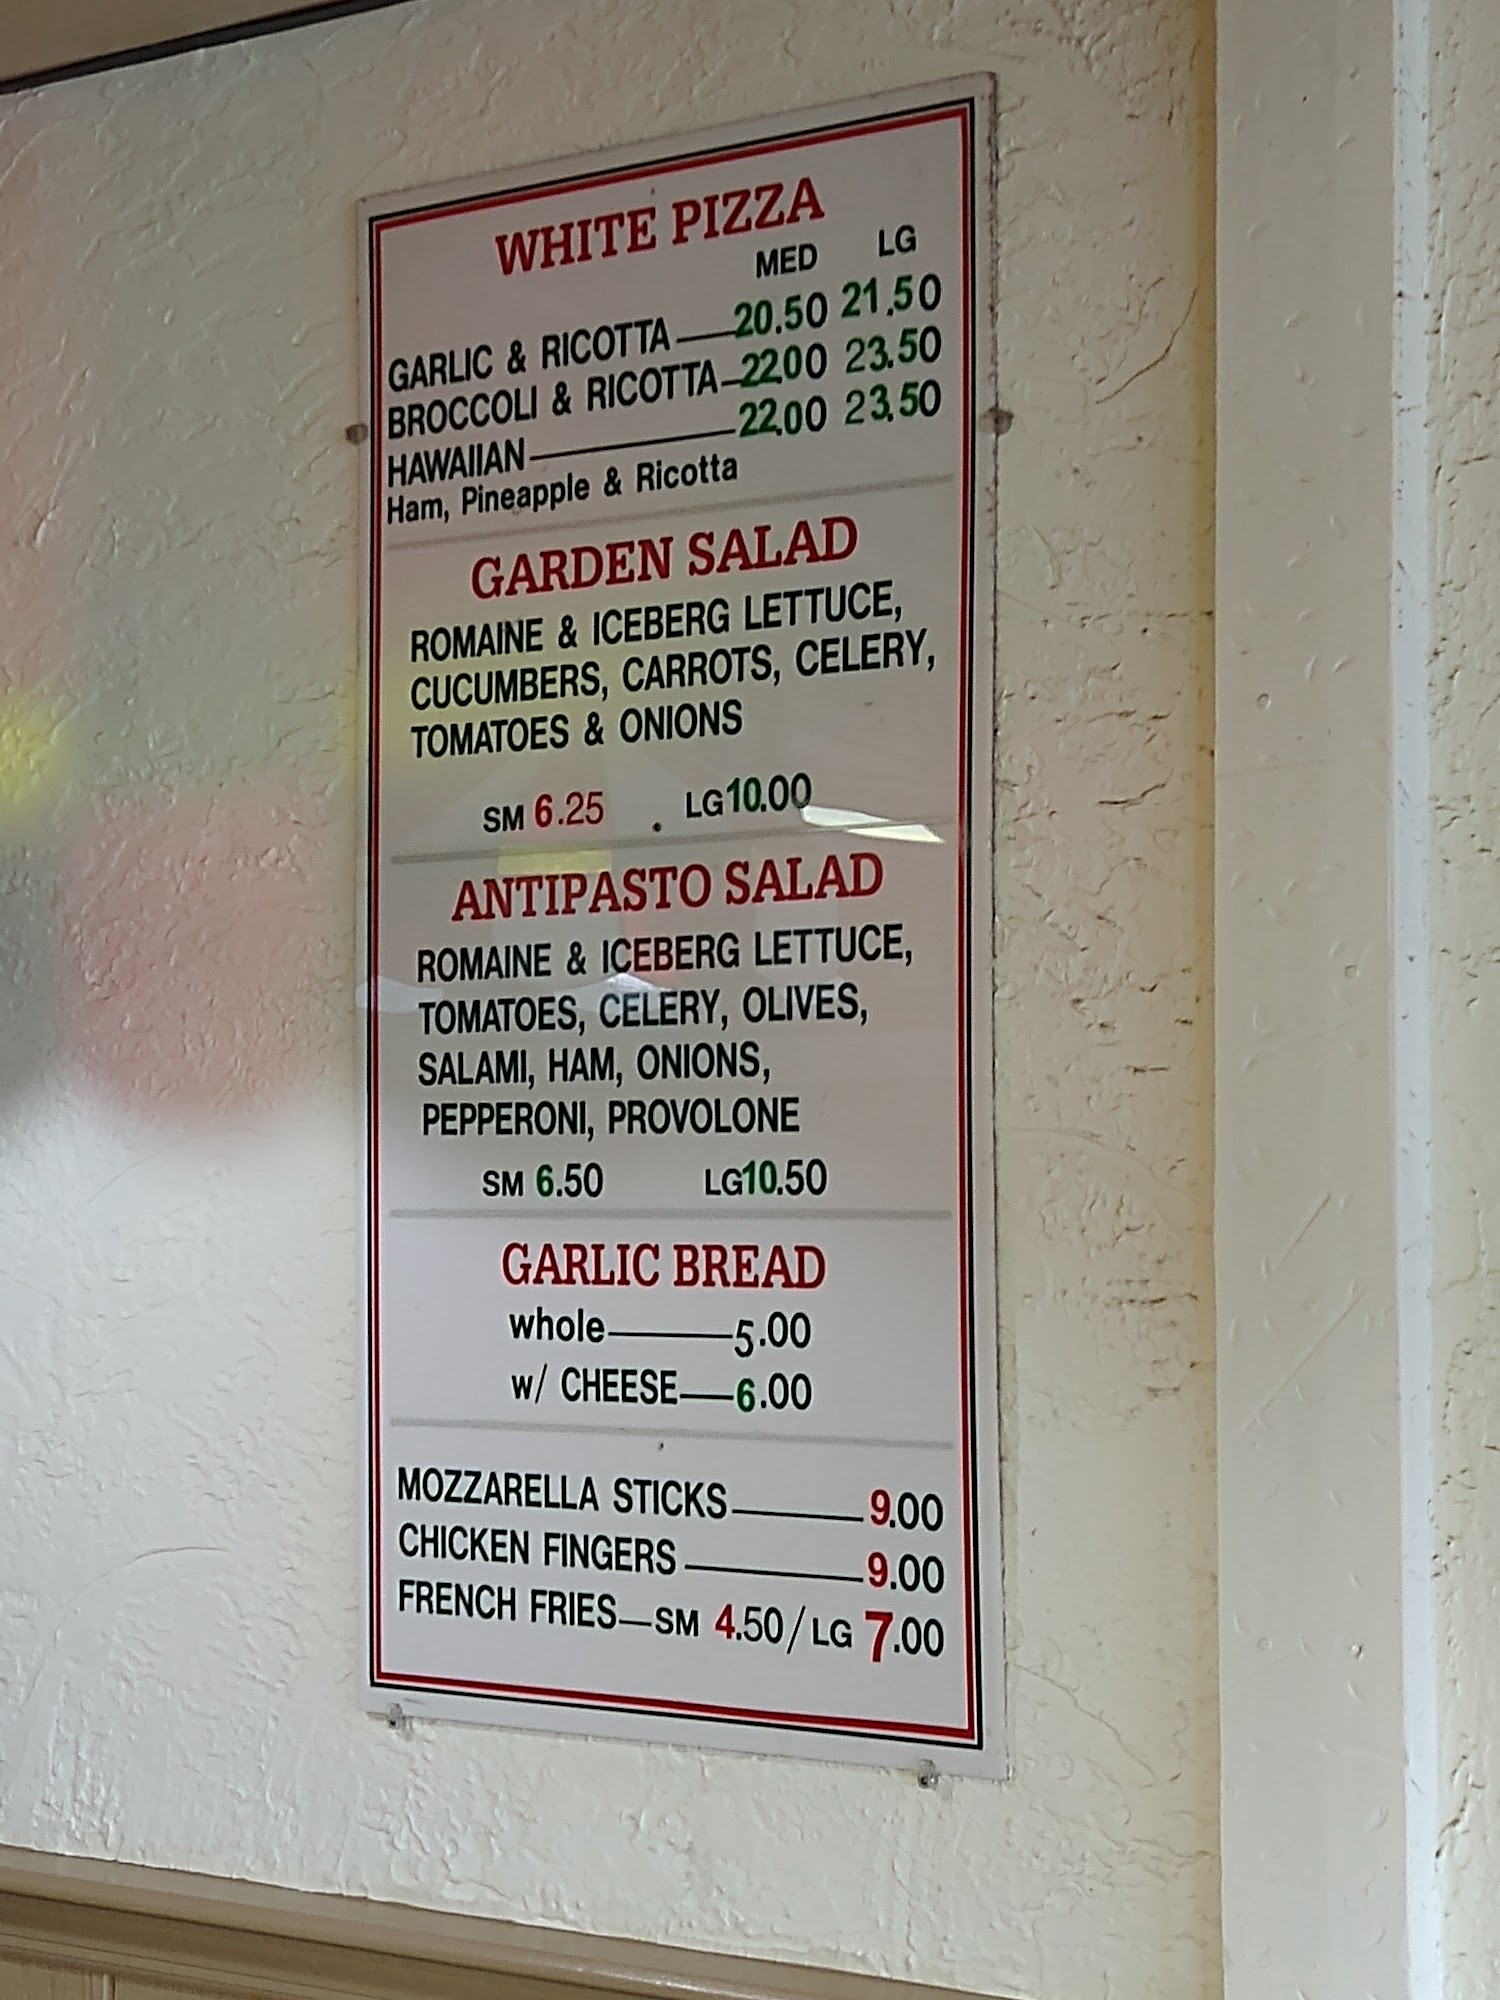 WHITE PIZZA
MED LG
GARLIC & RICOTTA 20.50 21.50
BROCCOLI & RICOTTA 22.00 23.50
HAWAIIAN 22.00 23.50
Ham, Pineapple & Ricotta
GARDEN SALAD
ROMAINE & ICEBERG LETTUCE,
CUCUMBERS, CARROTS, CELERY,
TOMATOES & ONIONS
SM 6.25 LG 10.00
ANTIPASTO SALAD
ROMAINE & ICEBERG LETTUCE,
TOMATOES, CELERY, OLIVES,
SALAMI, HAM, ONIONS,
PEPPERONI, PROVOLONE
SM 6.50 LG 10.50
GARLIC BREAD
whole 5.00
w/ CHEESE 6.00
MOZZARELLA STICKS 9.00
CHICKEN FINGERS 9.00
FRENCH FRIES—SM 4.50/LG 7.00